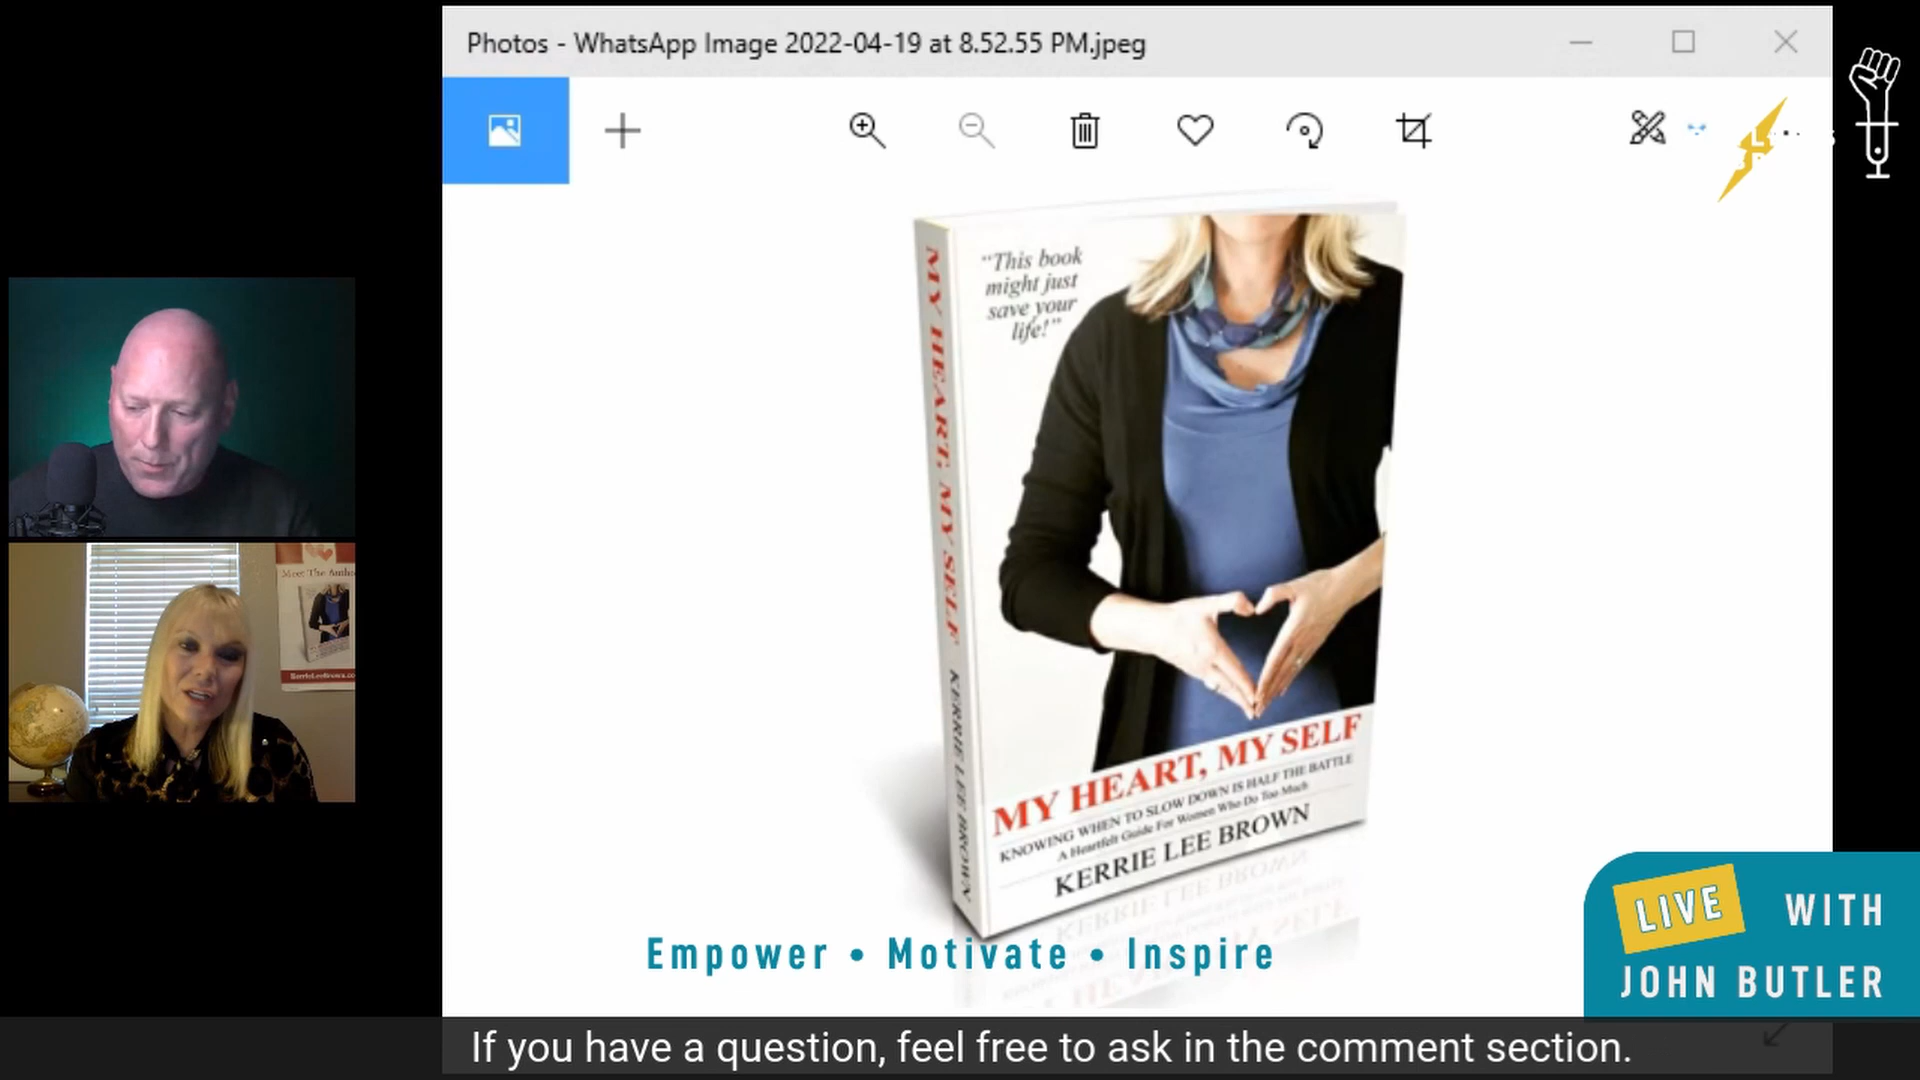 Photos - WhatsApp Image 2022-04-19 at 8.52.55 PM.jpeg
"This book
might just
save your
life!"
MY HEART, MY SELF KERRIE LEE BROWN
MY HEART, MY SELF
KNOWING WHEN TO SLOW DOWN IS HALF THE BATTLE
A Heartfelt Guide For Women Who Do Too Much
KERRIE LEE BROWN
Meet The Autho
Empower • Motivate • Inspire
LIVE WITH
JOHN BUTLER
If you have a question, feel free to ask in the comment section.